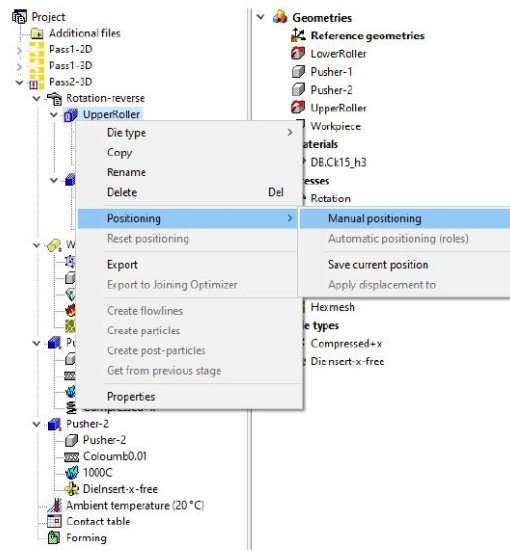 Project
Additional files
Pass1-2D
Pass1-3D
Pass2-3D
Rotation-reverse
UpperRoller
Die type
Copy
Rename
Delete Del
Positioning
Reset positioning
Export
Export to Joining Optimizer
Create flowlines
Create particles
Create post-particles
Get from previous stage
Properties
Manual positioning
Automatic positioning (roles)
Save current position
Apply displacement to
Pusher-2
Pusher-2
Coloumb0.01
1000C
DieInsert-x-free
Ambient temperature (20 °C)
Contact table
Forming
Geometries
Reference geometries
LowerRoller
Pusher-1
Pusher-2
UpperRoller
Workpiece
DB.Ck15_h3
Rotation
Hexmesh
Compressed+x
DieInsert-x-free